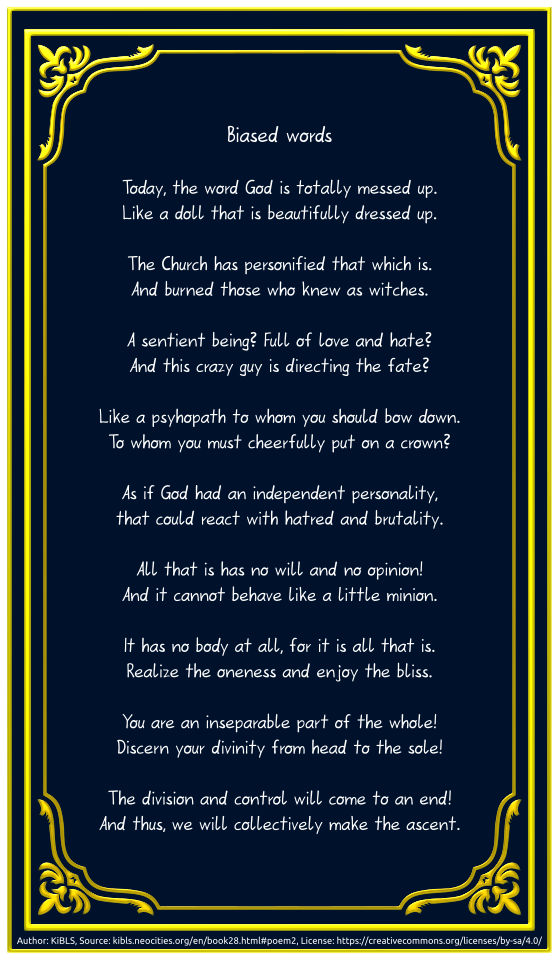 Biased words
Today, the word God is totally messed up.
Like a doll that is beautifully dressed up.
The Church has personified that which is.
And burned those who knew as witches.
A sentient being? Full of love and hate?
And this crazy guy is directing the fate?
Like a psyhopath to whom you should bow down.
To whom you must cheerfully put on a crown?
As if God had an independent personality,
that could react with hatred and brutality.
All that is has no will and no opinion!
And it cannot behave like a little minion.
It has no body at all, for it is all that is.
Realize the oneness and enjoy the bliss.
You are an inseparable part of the whole!
Discern your divinity from head to the sole!
The division and control will come to an end!
And thus, we will collectively make the ascent.
Author: KiBLS, Source: kibls.neocities.org/en/book28.html#poem2, License: https://creativecommons.org/licenses/by-sa/4.0/